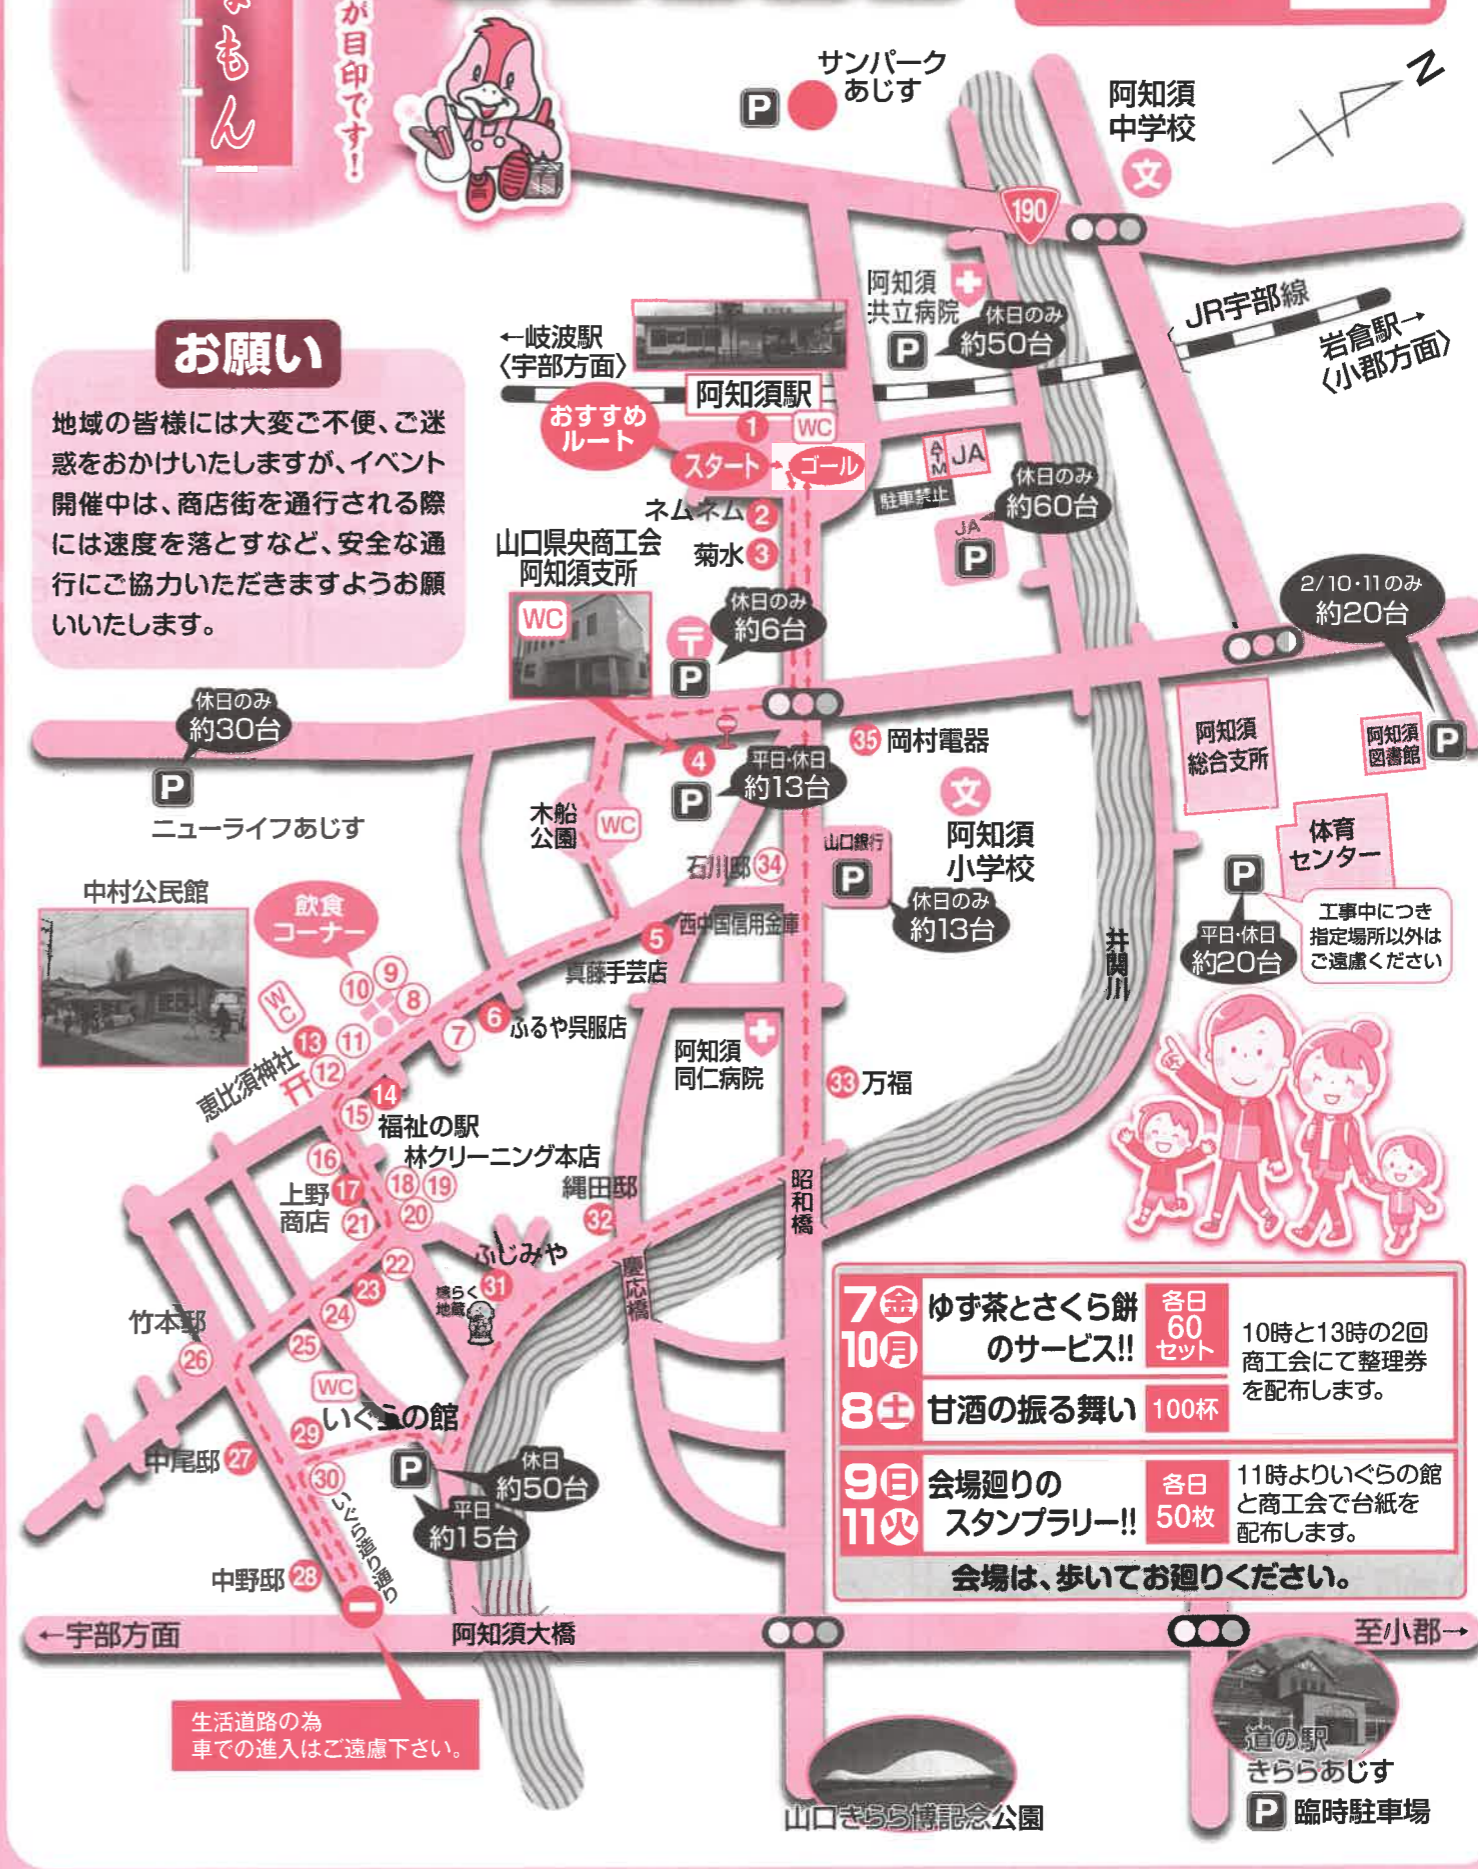 もん
が目印です!
サンパーク
あじす
P
阿知須
中学校
文
N
190
お願い
地域の皆様には大変ご不便、ご迷
惑をおかけいたしますが、イベント
開催中は、商店街を通行される際
には速度を落とすなど、安全な通
行にご協力いただきますようお願
いいたします。
←岐波駅
〈宇部方面〉
阿知須
共立病院
P
休日のみ
約50台
JR宇部線
岩倉駅→
〈小郡方面〉
阿知須駅
おすすめ
ルート
1
WC
スタート
ゴール
ATM
JA
駐車禁止
休日のみ
約60台
JA
P
ネムネム2
菊水3
山口県央商工会
阿知須支所
WC
〒
P
休日のみ
約6台
2/10・11のみ
約20台
休日のみ
約30台
P
ニューライフあじす
4
P
平日・休日
約13台
35岡村電器
文
阿知須
小学校
阿知須
総合支所
阿知須
図書館
P
木船
公園
WC
石川邸34
山口銀行
P
休日のみ
約13台
体育
センター
P
平日・休日
約20台
工事中につき
指定場所以外は
ご遠慮ください
中村公民館
飲食
コーナー
5
西中国信用金庫
真藤手芸店
井関川
9
10
8
WC
7
6
ふるや呉服店
13
11
12
恵比須神社
14
15
福祉の駅
林クリーニング本店
阿知須
同仁病院
33万福
16
上野
商店
17
18
19
20
21
縄田邸
32
昭和橋
22
23
24
25
ふじみや
31
地蔵
慶応橋
竹本邸
26
WC
いぐらの館
29
中尾邸27
30
P
休日
約50台
平日
約15台
いぐら造り通り
中野邸28
7金
10月
ゆず茶とさくら餅
のサービス!!
各日
60
セット
8土
甘酒の振る舞い
100杯
10時と13時の2回
商工会にて整理券
を配布します。
9日
11火
会場廻りの
スタンプラリー!!
各日
50枚
11時よりいぐらの館
と商工会で台紙を
配布します。
会場は、歩いてお廻りください。
←宇部方面
阿知須大橋
至小郡→
生活道路の為
車での進入はご遠慮下さい。
山口きらら博記念公園
道の駅
きららあじす
P臨時駐車場